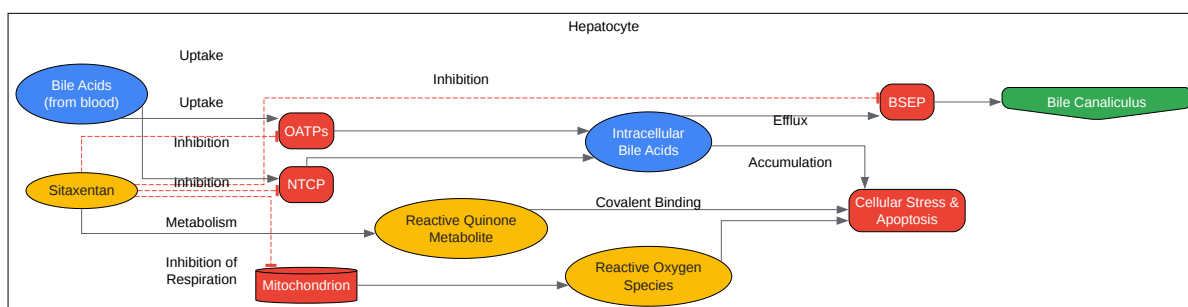 Hepatocyte
Uptake
Bile Acids
(from blood)
Uptake
Inhibition
BSEP
Bile Canaliculus
OATPs
Inhibition
Intracellular
Bile Acids
Efflux
Accumulation
Sitaxentan
Inhibition
NTCP
Metabolism
Reactive Quinone
Metabolite
Covalent Binding
Cellular Stress &
Apoptosis
Inhibition of
Respiration
Mitochondrion
Reactive Oxygen
Species